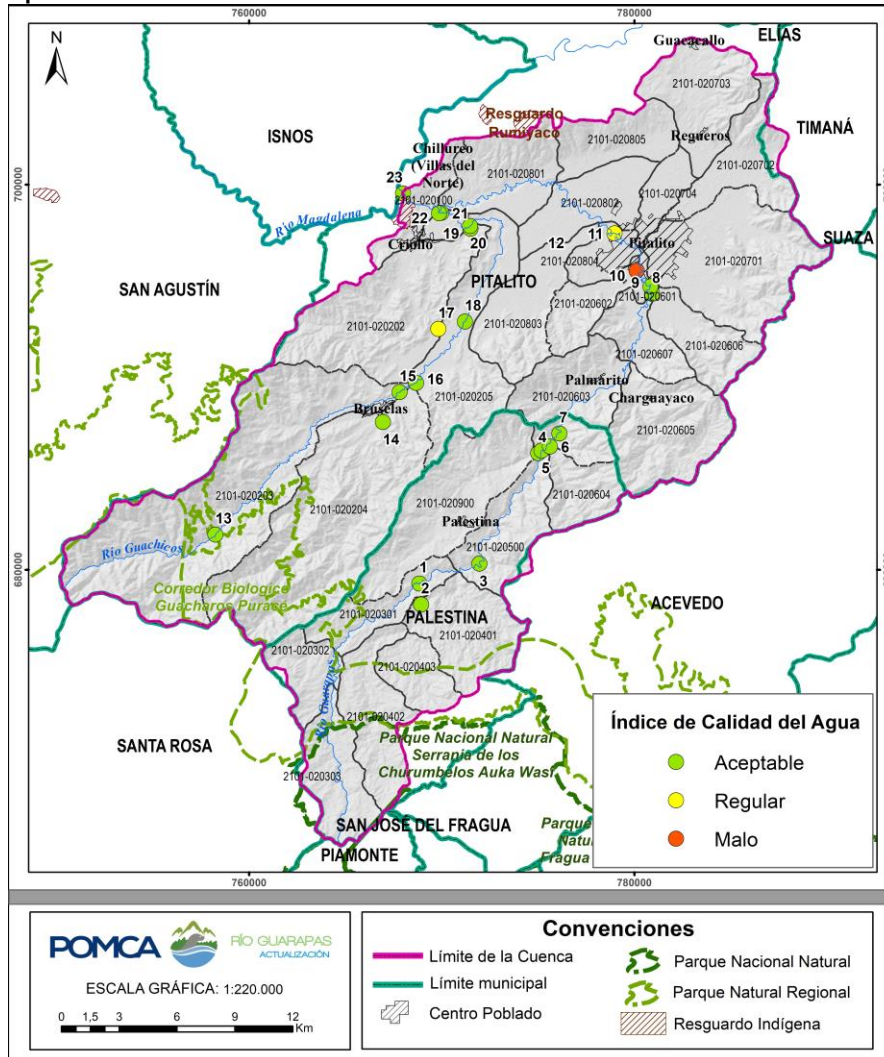 760000
780000
N
ELIAS
Guacacallo
2101-020703
TIMANÁ
ISNOS
Resguardo
Rumiyaco
2101-020805
Regueros
2101-020702
Chillurco
(Villas del
Norte)
2101-020801
700000
23
2101-020100
2101-020704
2101-020802
Río Magdalena
22
21
19
20
Criollo
12
11
Pitalito
2101-020804
2101-020701
SUAZA
SAN AGUSTÍN
PITALITO
10
9
8
2101-020601
18
17
2101-020202
2101-020803
2101-020602
2101-020606
2101-020607
15
16
Palmarito
2101-020603
Charguayaco
Bruselas
2101-020205
14
2101-020605
7
4
6
5
2101-020203
2101-020204
2101-020900
2101-020604
13
Palestina
Río Guachicos
2101-020500
680000
1
2
3
Corredor Biologico
Guacharos Puracé
2101-020301
PALESTINA
ACEVEDO
2101-020401
2101-020302
2101-020403
Río Guarapas
2101-020402
SANTA ROSA
Parque Nacional Natural
Serrania de los
Churumbelos Auka Wasi
2101-020303
SAN JOSÉ DEL FRAGUA
PIAMONTE
Parque
Natu
Fragua
Índice de Calidad del Agua
Aceptable
Regular
Malo
760000
780000
POMCA
RÍO GUARAPAS
ACTUALIZACIÓN
ESCALA GRÁFICA: 1:220.000
0 1,5 3 6 9 12
Km
Convenciones
Límite de la Cuenca
Límite municipal
Centro Poblado
Parque Nacional Natural
Parque Natural Regional
Resguardo Indígena